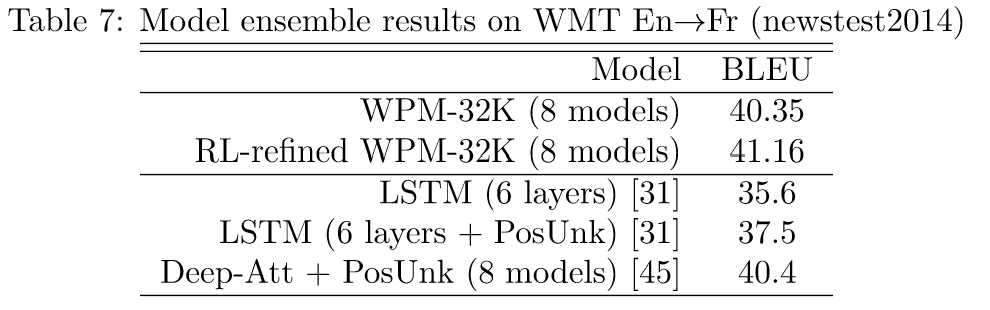 Table 7: Model ensemble results on WMT En→Fr (newstest2014)
Model BLEU
WPM-32K (8 models) 40.35
RL-refined WPM-32K (8 models) 41.16
LSTM (6 layers) [31] 35.6
LSTM (6 layers + PosUnk) [31] 37.5
Deep-Att + PosUnk (8 models) [45] 40.4